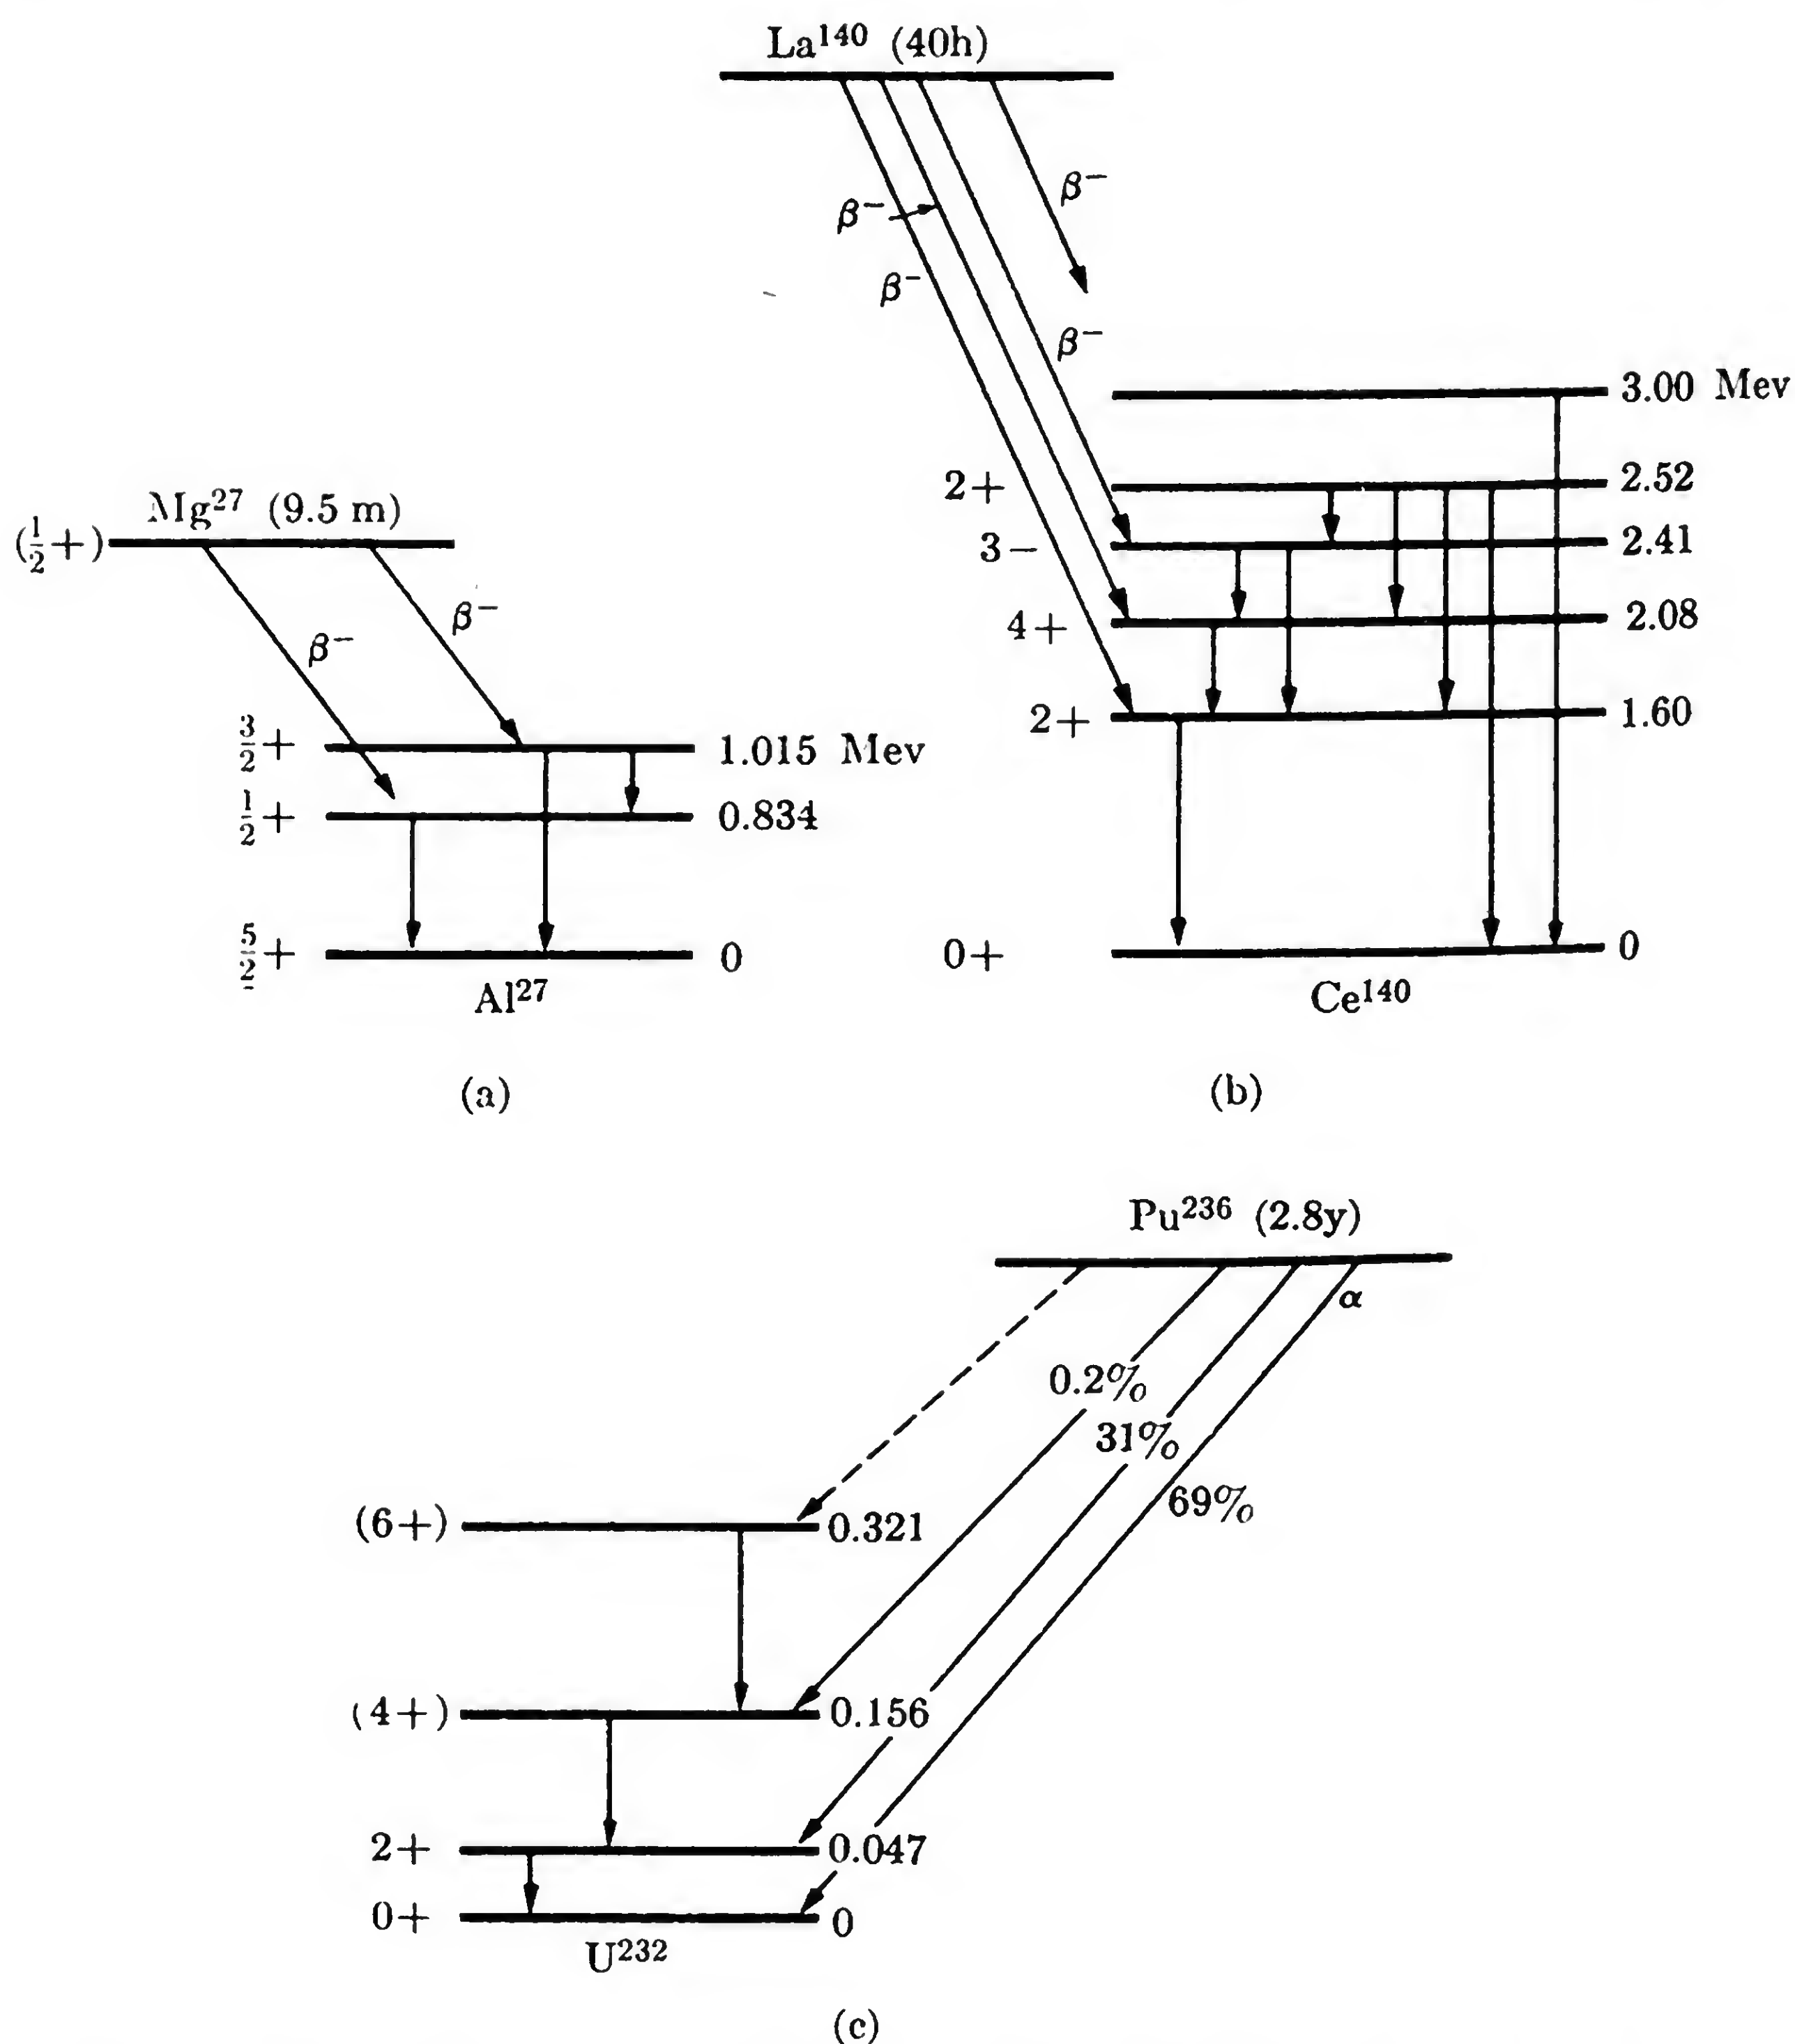 La¹⁴⁰ (40h)
β⁻
β⁻
β⁻
β⁻
3.00 Mev
2+ 2.52
3− 2.41
4+ 2.08
2+ 1.60
0+ 0
Ce¹⁴⁰
(b)
Mg²⁷ (9.5 m)
(½+)
β⁻
β⁻
3/2+ 1.015 Mev
1/2+ 0.834
5/2+ 0
Al²⁷
(a)
Pu²³⁶ (2.8y)
α
0.2%
31%
69%
(6+) 0.321
(4+) 0.156
2+ 0.047
0+ 0
U²³²
(c)